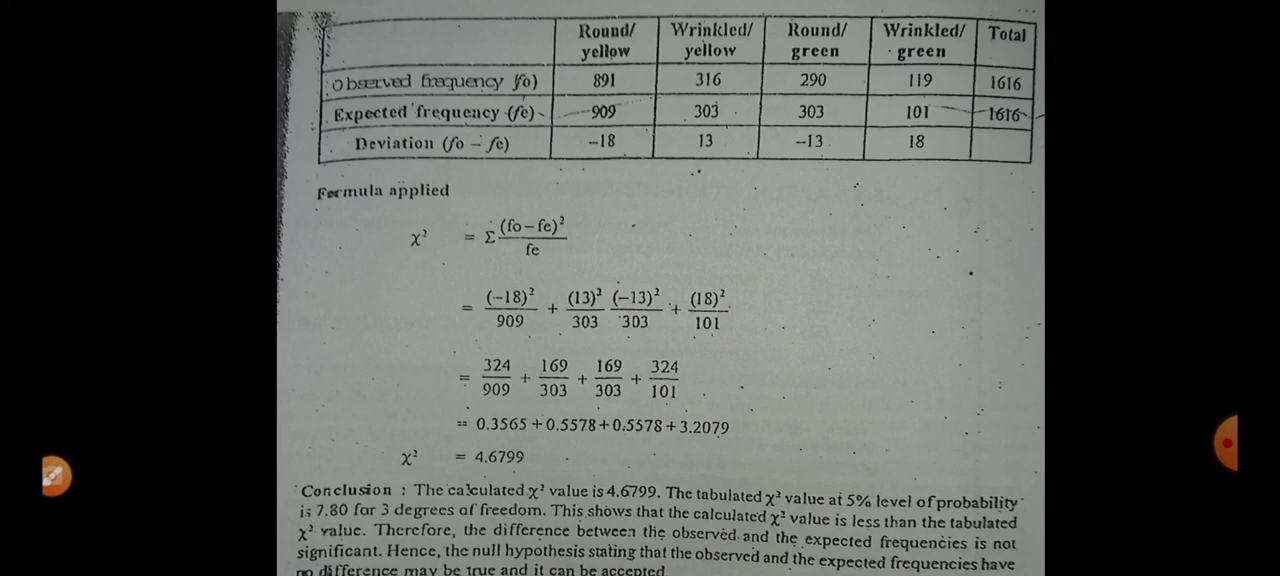 Round/ yellow Wrinkled/ yellow Round/ green Wrinkled/ green Total
Observed frequency (fo) 891 316 290 119 1616
Expected frequency (fe) 909 303 303 101 1616
Deviation (fo – fe) –18 13 –13 18
Formula applied
χ² = Σ (fo – fe)² / fe
= (–18)² / 909 + (13)² / 303 (–13)² / 303 + (18)² / 101
= 324 / 909 + 169 / 303 + 169 / 303 + 324 / 101
= 0.3565 + 0.5578 + 0.5578 + 3.2079
χ² = 4.6799
Conclusion : The calculated χ² value is 4.6799. The tabulated χ² value at 5% level of probability
is 7.80 for 3 degrees of freedom. This shows that the calculated χ² value is less than the tabulated
χ² value. Therefore, the difference between the observed and the expected frequencies is not
significant. Hence, the null hypothesis stating that the observed and the expected frequencies have
no difference may be true and it can be accepted